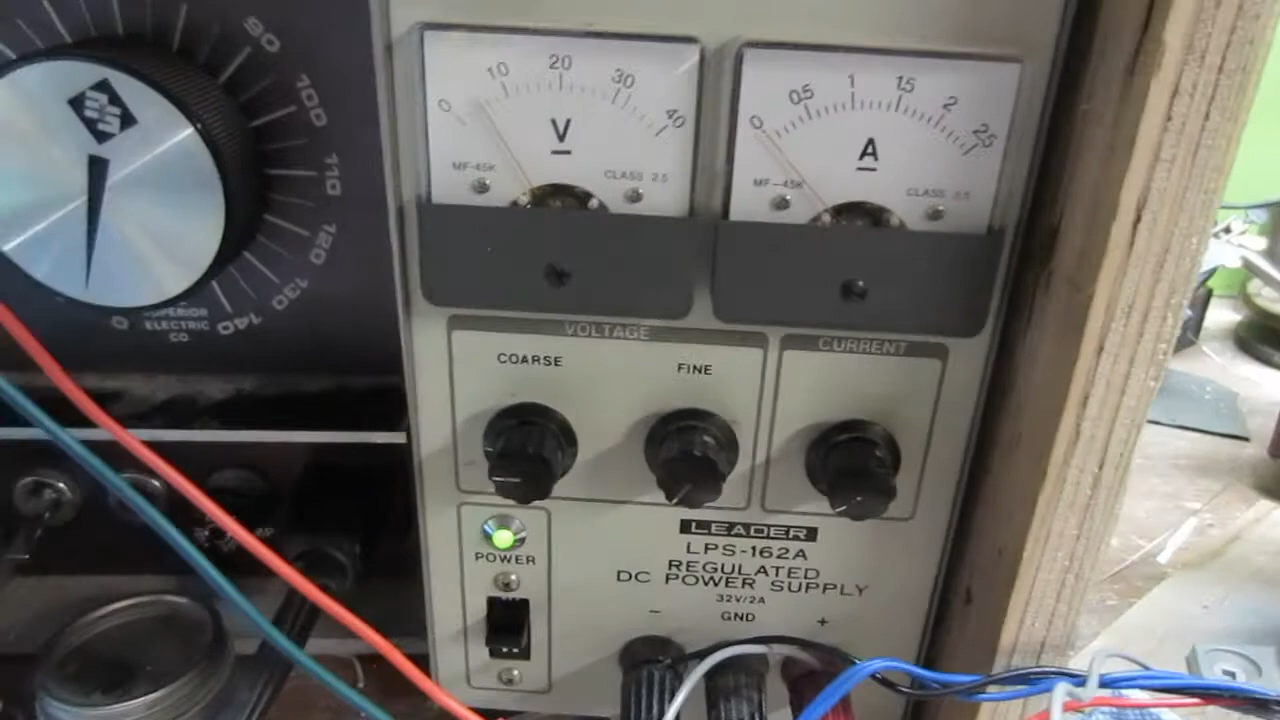 90
100
110
120
130
140
0
SUPERIOR
ELECTRIC
CO.
0 10 20 30 40
V
MF-45K
CLASS 2.5
0 0.5 1 1.5 2 2.5
A
MF-45K
CLASS 2.5
VOLTAGE
COARSE
FINE
CURRENT
POWER
LEADER
LPS-162A
REGULATED
DC POWER SUPPLY
32V/2A
− GND +